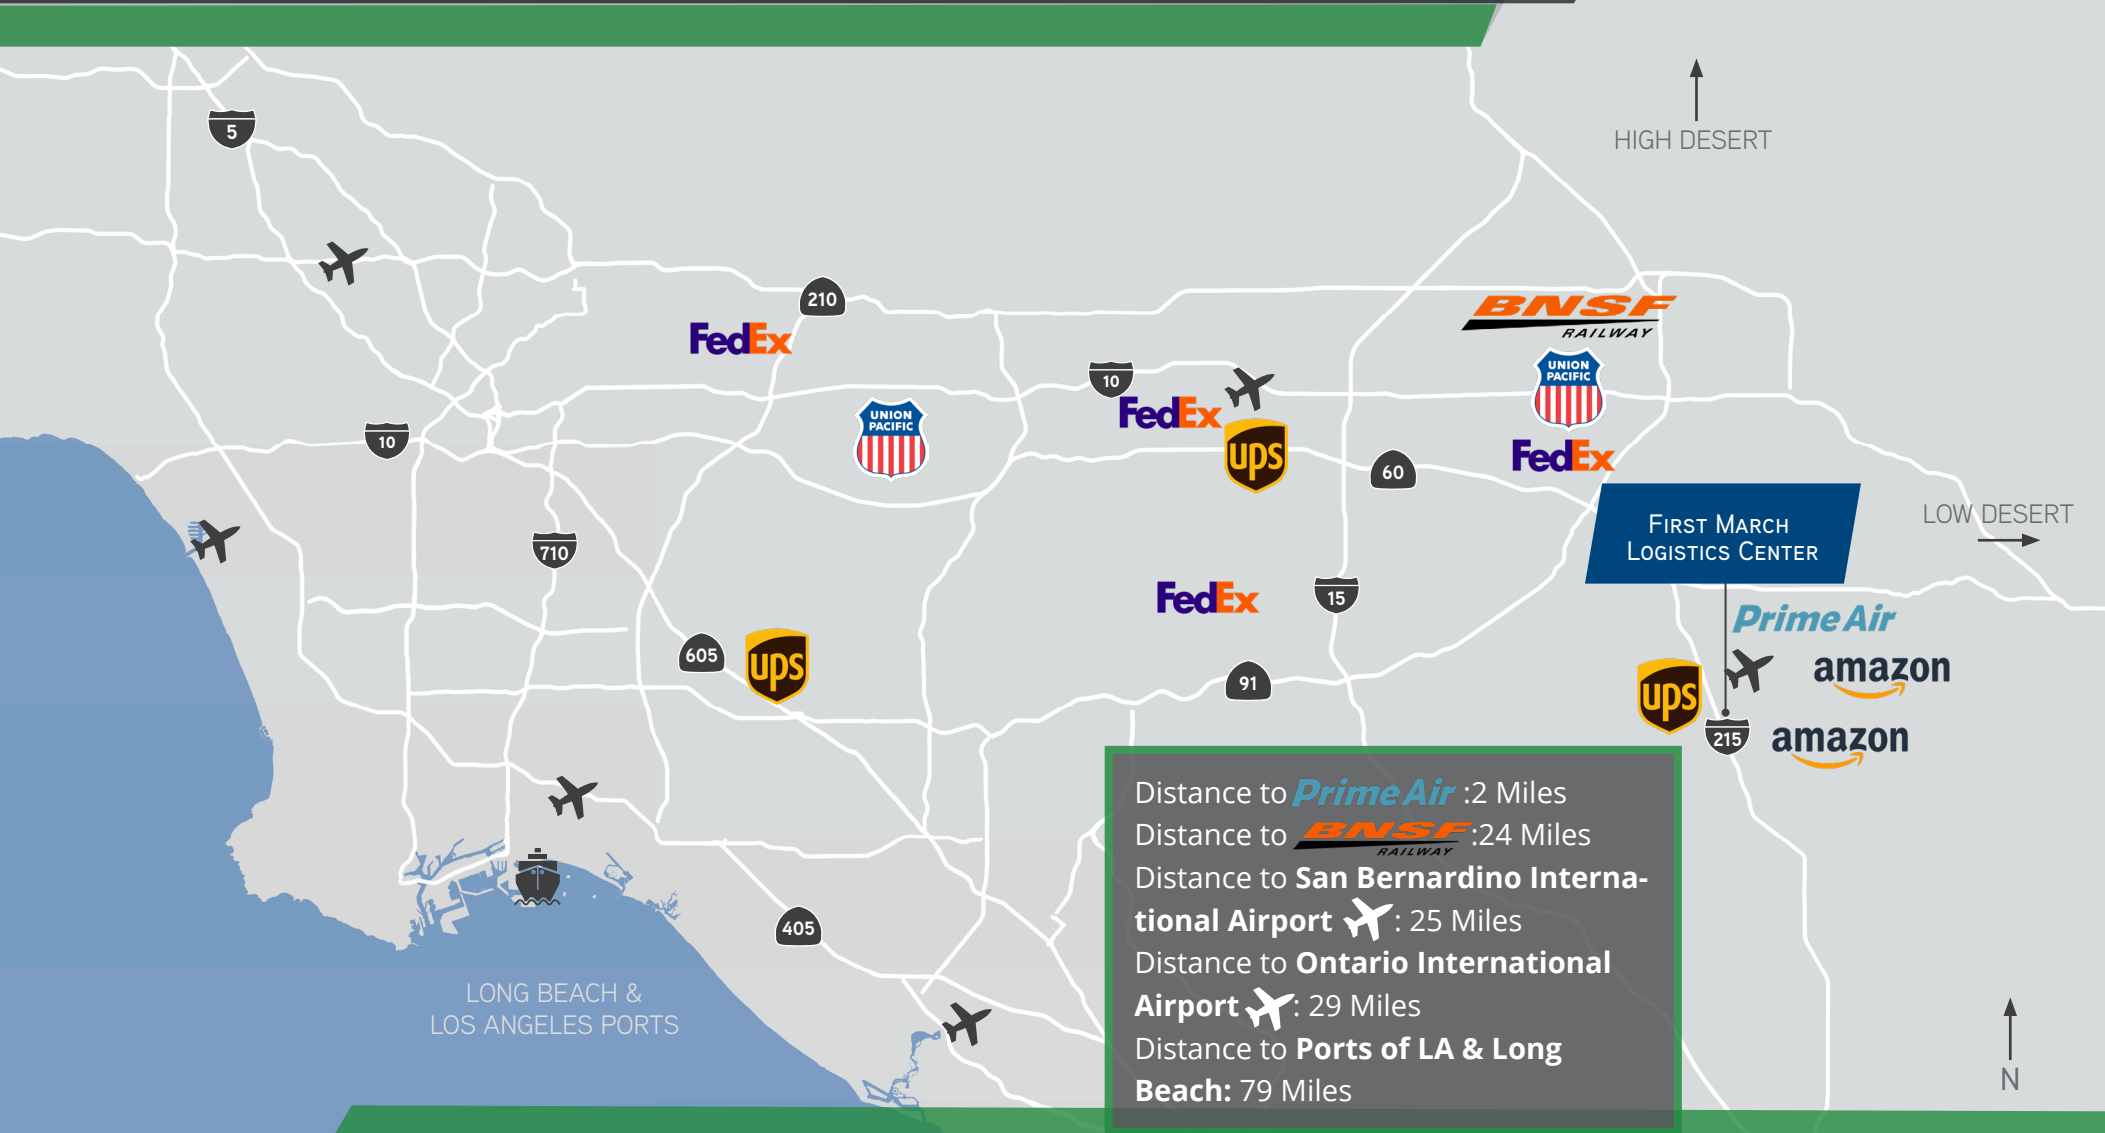 5
HIGH DESERT
210
BNSF
RAILWAY
FedEx
UNION
PACIFIC
10
FedEx
UNION
PACIFIC
10
ups
60
FedEx
FIRST MARCH
LOGISTICS CENTER
LOW DESERT
710
FedEx
15
Prime Air
605
ups
91
ups
amazon
215
amazon
Distance to Prime Air :2 Miles
Distance to BNSF :24 Miles
RAILWAY
Distance to San Bernardino Interna-
tional Airport : 25 Miles
Distance to Ontario International
Airport : 29 Miles
Distance to Ports of LA & Long
Beach: 79 Miles
405
LONG BEACH &
LOS ANGELES PORTS
N